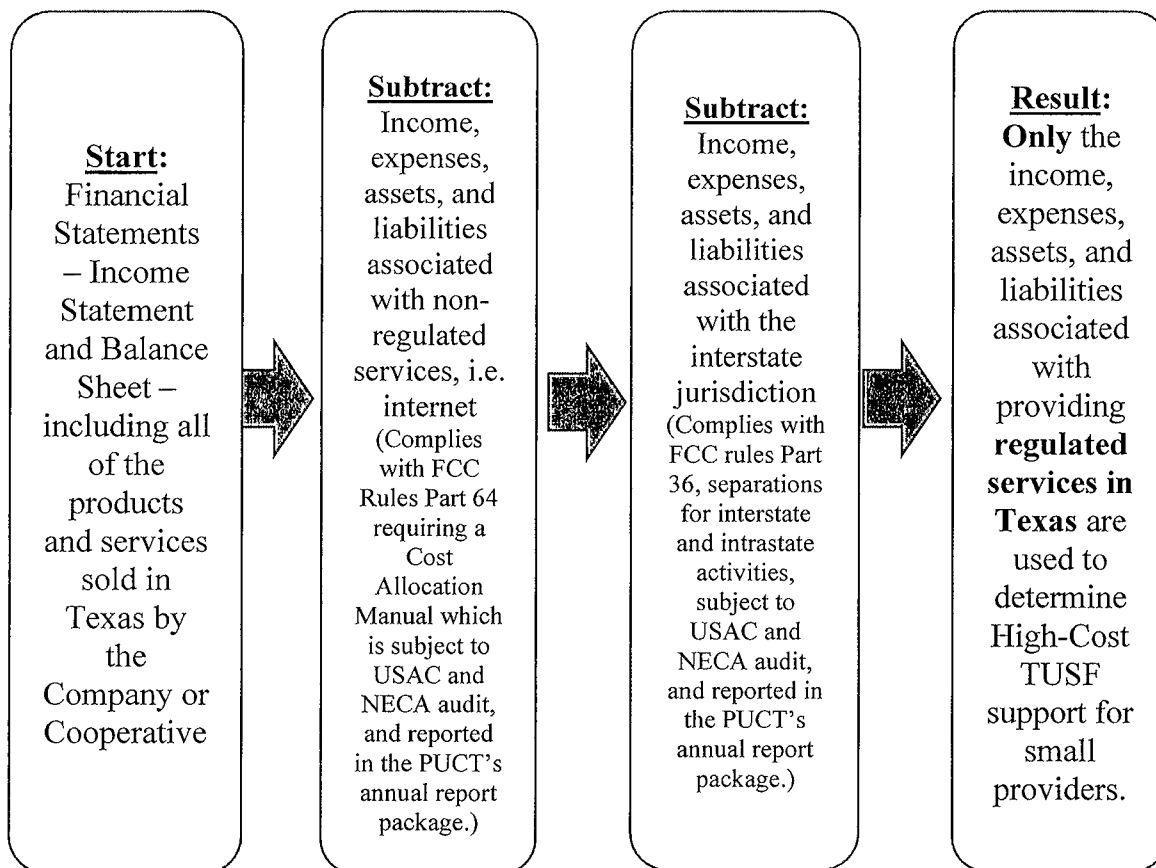 Start:
Financial
Statements
– Income
Statement
and Balance
Sheet –
including all
of the
products
and services
sold in
Texas by
the
Company or
Cooperative
Subtract:
Income,
expenses,
assets, and
liabilities
associated
with non-
regulated
services, i.e.
internet
(Complies
with FCC
Rules Part 64
requiring a
Cost
Allocation
Manual which
is subject to
USAC and
NECA audit,
and reported
in the PUCT’s
annual report
package.)
Subtract:
Income,
expenses,
assets, and
liabilities
associated
with the
interstate
jurisdiction
(Complies with
FCC rules Part
36, separations
for interstate
and intrastate
activities,
subject to
USAC and
NECA audit,
and reported in
the PUCT’s
annual report
package.)
Result:
Only the
income,
expenses,
assets, and
liabilities
associated
with
providing
regulated
services in
Texas are
used to
determine
High-Cost
TUSF
support for
small
providers.